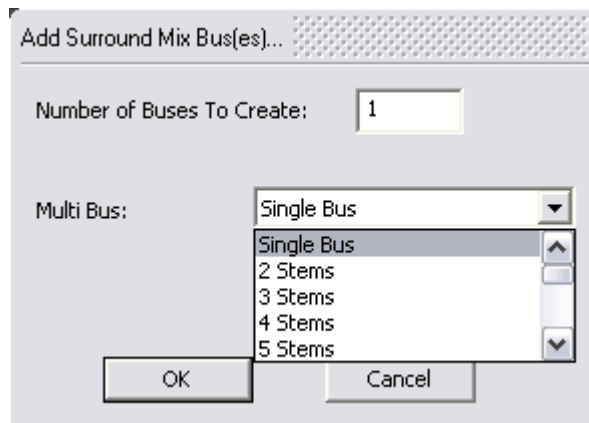 Add Surround Mix Bus(es)...
Number of Buses To Create: 1
Multi Bus: Single Bus
Single Bus
2 Stems
3 Stems
4 Stems
5 Stems
OK Cancel